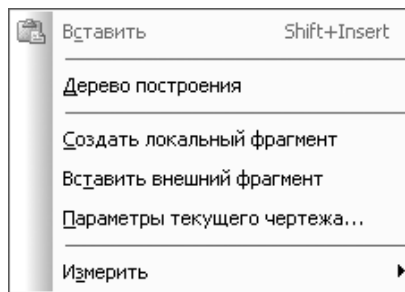 Вставить Shift+Insert
Дерево построения
Создать локальный фрагмент
Вставить внешний фрагмент
Параметры текущего чертежа...
Измерить